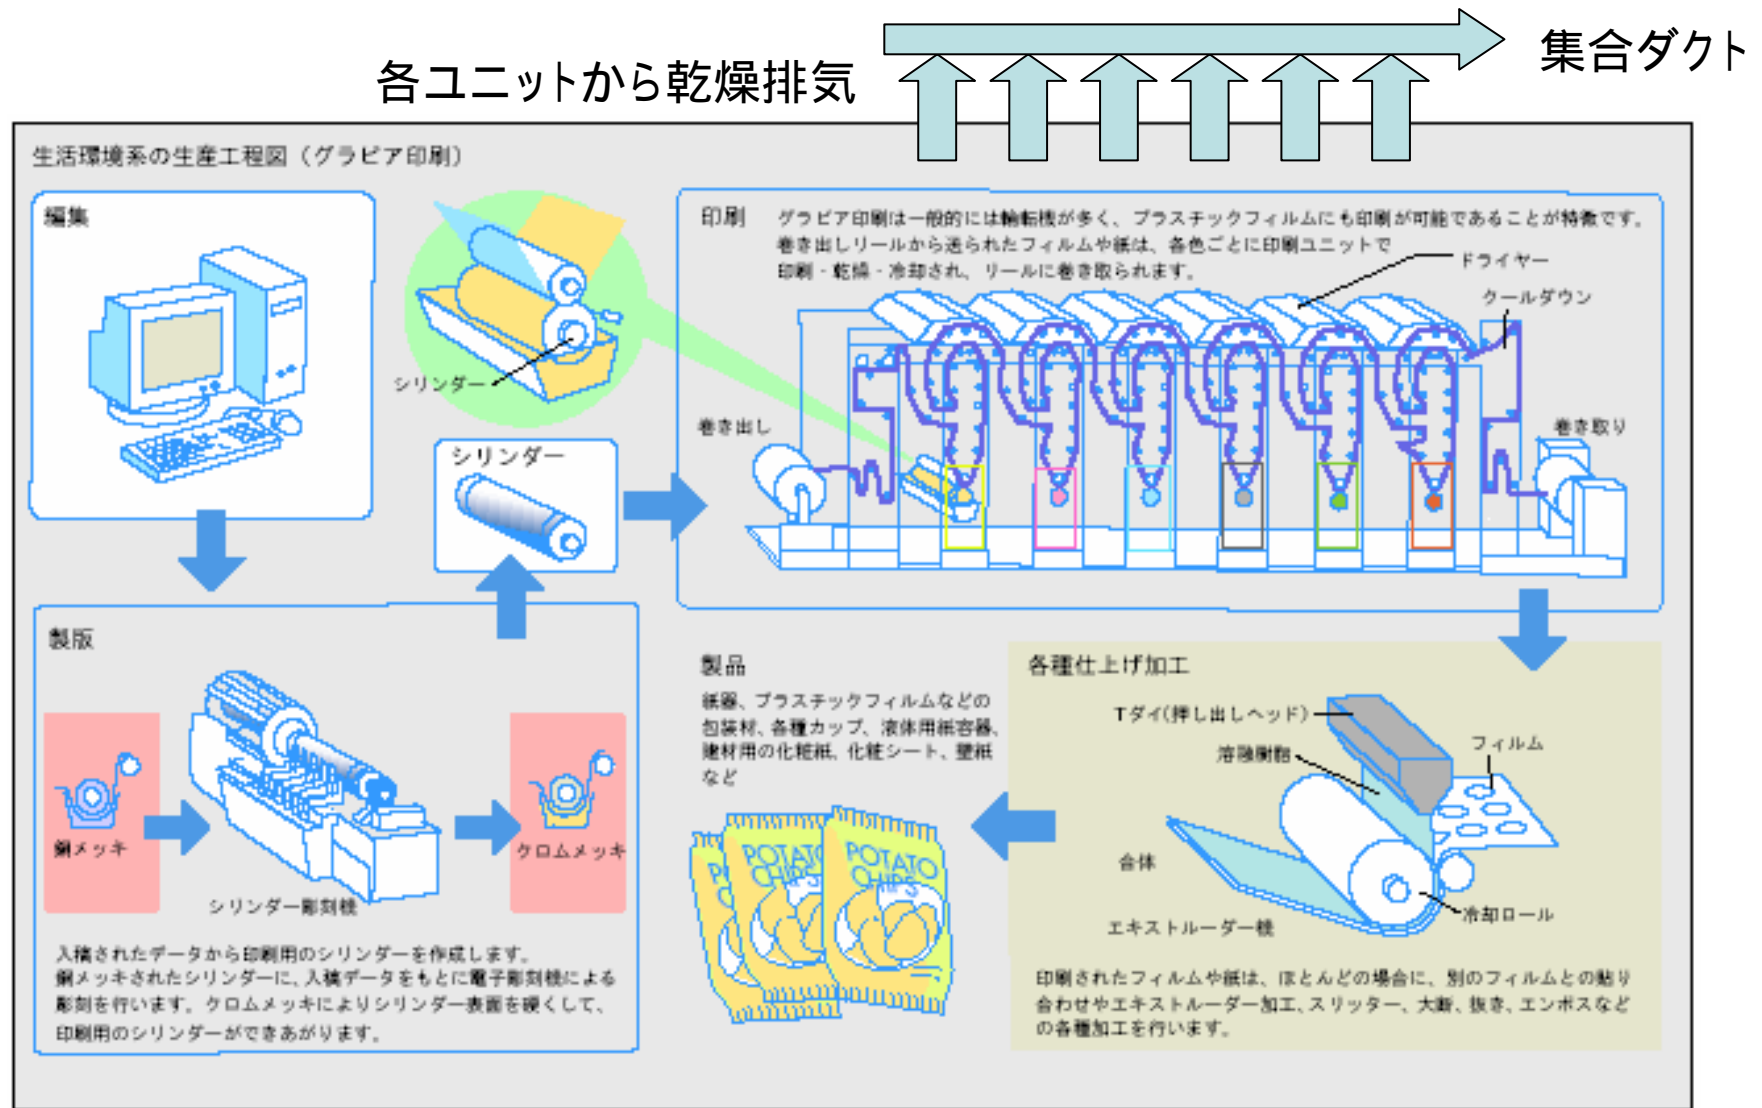 各ユニットから乾燥排気
集合ダクト
生活環境系の生産工程図（グラビア印刷）
編集
シリンダー
シリンダー
印刷
グラビア印刷は一般的には輪転機が多く、プラスチックフィルムにも印刷が可能であることが特徴です。
巻き出しリールから送られたフィルムや紙は、各色ごとに印刷ユニットで
印刷・乾燥・冷却され、リールに巻き取られます。
ドライヤー
クールダウン
巻き出し
巻き取り
製版
銅メッキ
クロムメッキ
シリンダー彫刻機
入稿されたデータから印刷用のシリンダーを作成します。
銅メッキされたシリンダーに、入稿データをもとに電子彫刻機による
彫刻を行います。クロムメッキによりシリンダー表面を硬くして、
印刷用のシリンダーができあがります。
製品
紙器、プラスチックフィルムなどの
包装材、各種カップ、液体用紙容器、
建材用の化粧紙、化粧シート、壁紙
など
POTATO
CHIPS
POTATO
CHIPS
各種仕上げ加工
Tダイ(押し出しヘッド)
溶融樹脂
フィルム
合体
冷却ロール
エキストルーダー機
印刷されたフィルムや紙は、ほとんどの場合に、別のフィルムとの貼り
合わせやエキストルーダー加工、スリッター、大断、抜き、エンボスなど
の各種加工を行います。